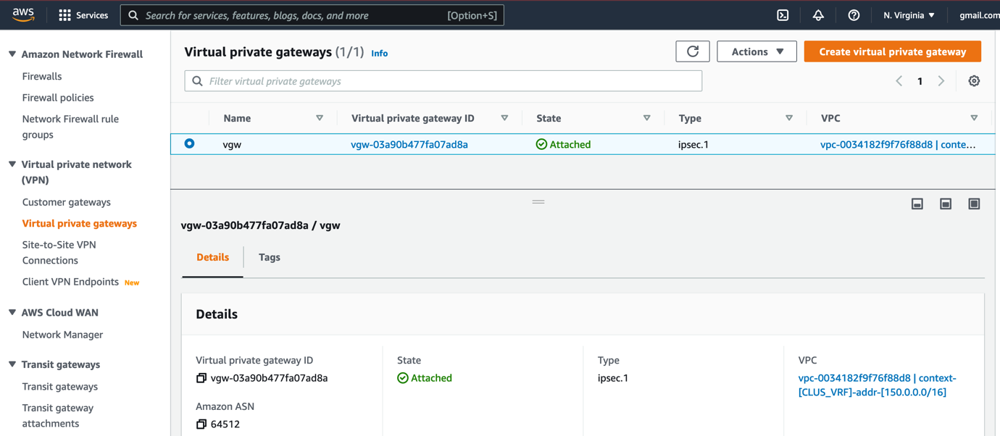 aws
Services
Search for services, features, blogs, docs, and more [Option+S]
N. Virginia
gmail.com
Amazon Network Firewall
Firewalls
Firewall policies
Network Firewall rule
groups
Virtual private network
(VPN)
Customer gateways
Virtual private gateways
Site-to-Site VPN
Connections
Client VPN Endpoints New
AWS Cloud WAN
Network Manager
Transit gateways
Transit gateways
Transit gateway
attachments
Virtual private gateways (1/1) Info
Actions
Create virtual private gateway
Filter virtual private gateways
1
Name Virtual private gateway ID State Type VPC
vgw vgw-03a90b477fa07ad8a Attached ipsec.1 vpc-0034182f9f76f88d8 | conte...
vgw-03a90b477fa07ad8a / vgw
Details Tags
Details
Virtual private gateway ID
vgw-03a90b477fa07ad8a
Amazon ASN
64512
State
Attached
Type
ipsec.1
VPC
vpc-0034182f9f76f88d8 | context-
[CLUS_VRF]-addr-[150.0.0.0/16]